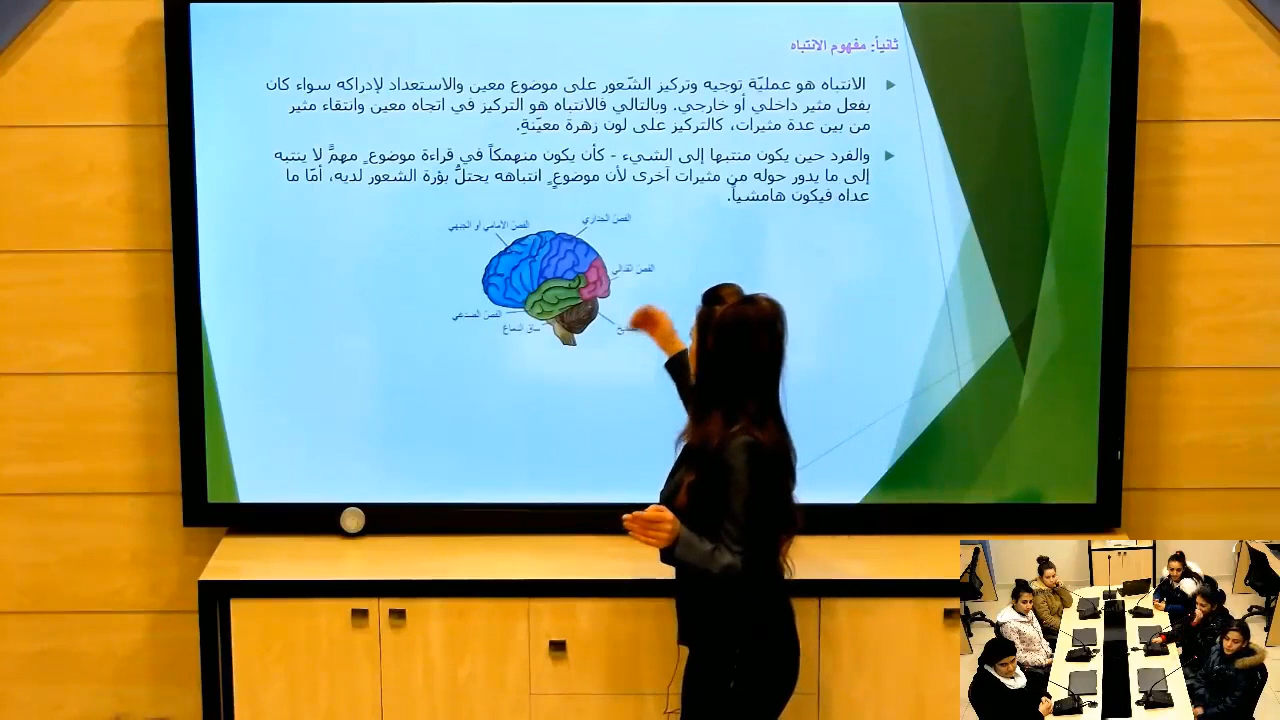 ثانياً: مفهوم الانتباه
الانتباه هو عمليّة توجيه وتركيز الشّعور على موضوع معين والاستعداد لإدراكه سواء كان
بفعل مثير داخلي أو خارجي. وبالتالي فالانتباه هو التركيز في اتجاه معين وانتقاء مثير
من بين عدة مثيرات، كالتركيز على لون زهرة معيّنةِ.
والفرد حين يكون منتبها إلى الشيء - كأن يكون منهمكاً في قراءة موضوعٍ مهمٍّ لا ينتبه
إلى ما يدور حوله من مثيرات آخرى لأن موضوعٍ انتباهه يحتلُّ بؤرة الشعور لديه، أمّا ما
عداه فيكون هامشياً.
الفصّ الجداري
الفصّ الأمامي أو الجبهي
الفصّ القذالي
الفصّ الصدغي
ساق الدماغ